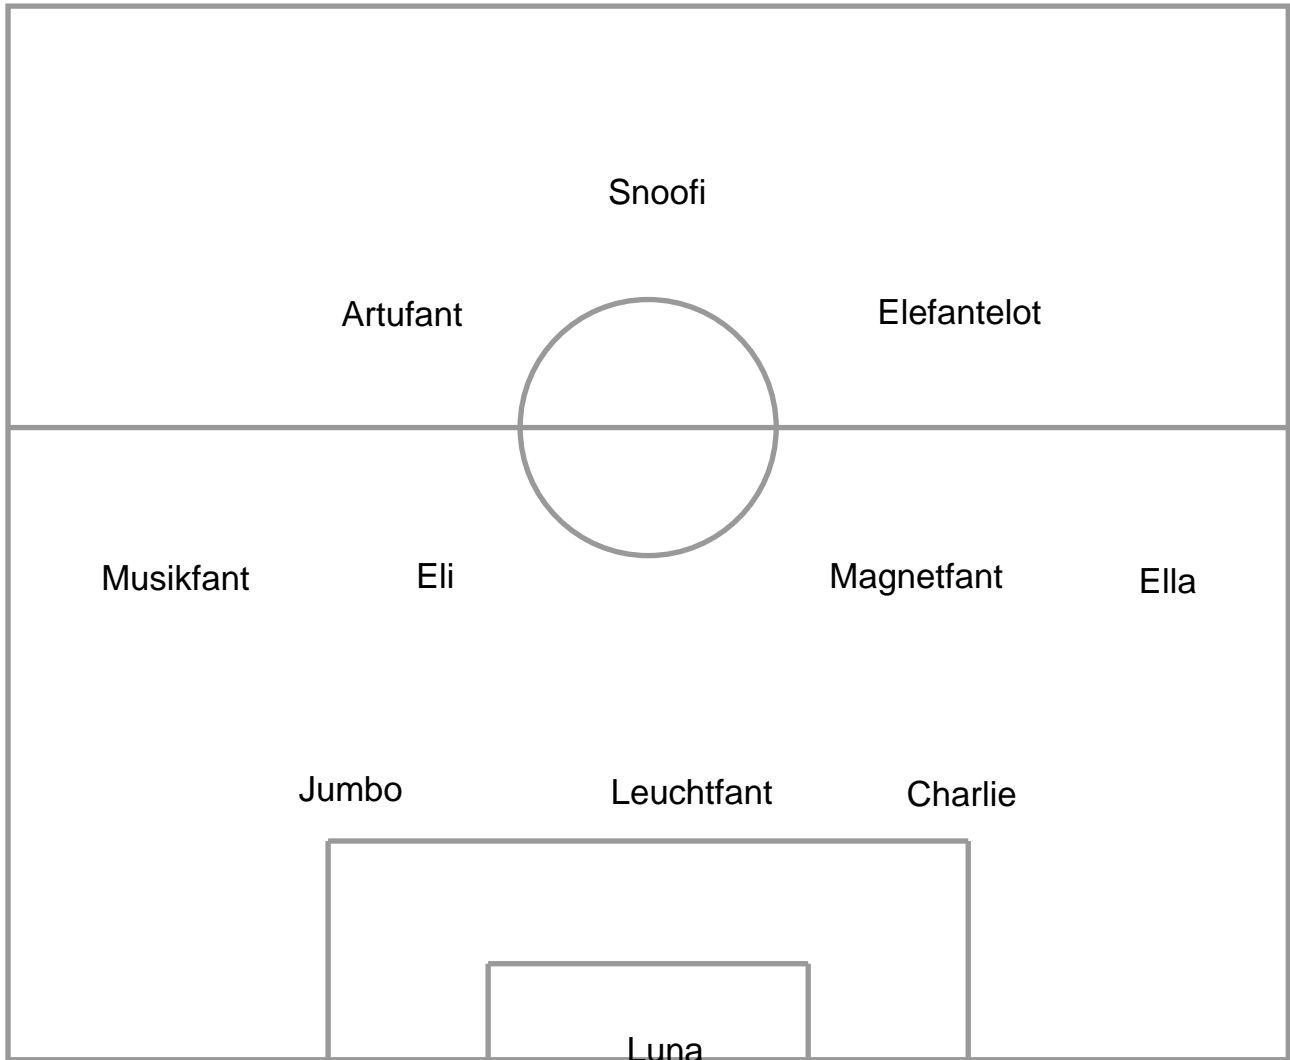 Snoofi
Artufant
Elefantelot
Musikfant
Eli
Magnetfant
Ella
Jumbo
Leuchtfant
Charlie
Luna